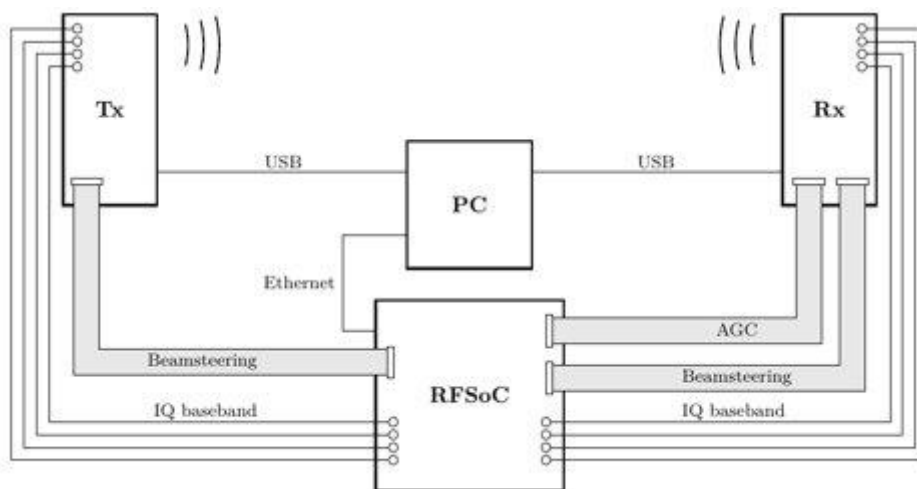 Tx
Rx
USB
USB
PC
Ethernet
AGC
Beamsteering
Beamsteering
RFSoC
IQ baseband
IQ baseband